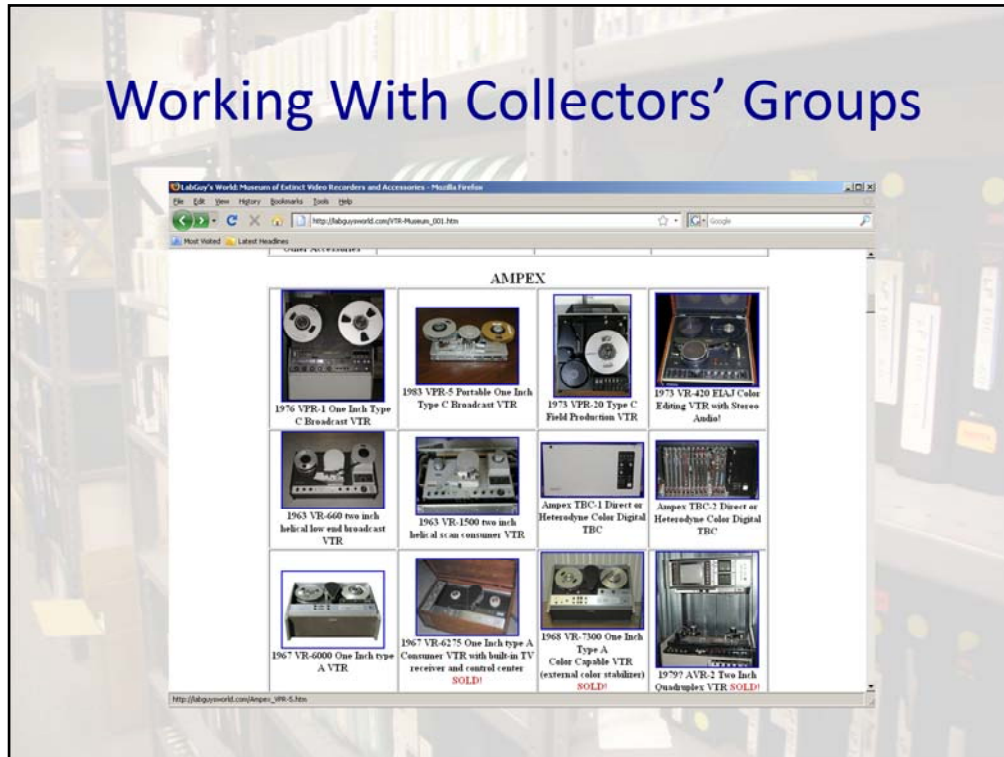 Working With Collectors’ Groups
LabGuy's World: Museum of Extinct Video Recorders and Accessories - Mozilla Firefox
File Edit View History Bookmarks Tools Help
http://labguysworld.com/VTR-Museum_001.htm
Google
Most Visited Latest Headlines
Other Accessories
AMPEX
1976 VPR-1 One Inch Type
C Broadcast VTR
1983 VPR-5 Portable One Inch
Type C Broadcast VTR
1973 VPR-20 Type C
Field Production VTR
1973 VR-420 EIAJ Color
Editing VTR with Stereo
Audio!
1963 VR-660 two inch
helical low end broadcast
VTR
1963 VR-1500 two inch
helical scan consumer VTR
Ampex TBC-1 Direct or
Heterodyne Color Digital
TBC
Ampex TBC-2 Direct or
Heterodyne Color Digital
TBC
1967 VR-6000 One Inch type
A VTR
1967 VR-6275 One Inch type A
Consumer VTR with built-in TV
receiver and control center
SOLD!
1968 VR-7300 One Inch
Type A
Color Capable VTR
(external color stabilizer)
SOLD!
1979? AVR-2 Two Inch
Quadruplex VTR SOLD!
http://labguysworld.com/Ampex_VPR-5.htm